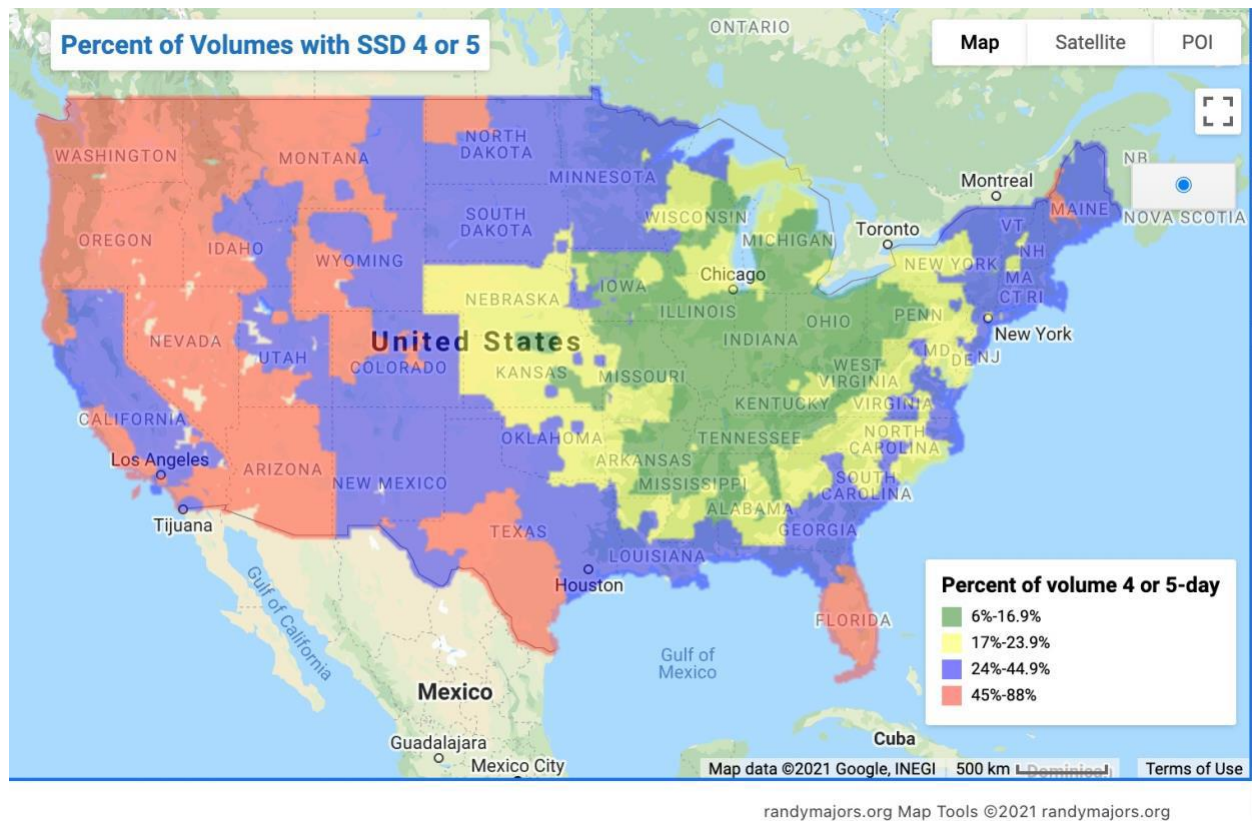 ONTARIO
Percent of Volumes with SSD 4 or 5
Map
Satellite
POI
WASHINGTON
MONTANA
NORTH
DAKOTA
MINNESOTA
NB
Montreal
MAINE
NOVA SCOTIA
OREGON
IDAHO
SOUTH
DAKOTA
WISCONSIN
MICHIGAN
Toronto
VT
NH
NEW YORK
MA
CT RI
WYOMING
Chicago
IOWA
NEBRASKA
ILLINOIS
INDIANA
OHIO
PENN
New York
NEVADA
United States
UTAH
COLORADO
KANSAS
MISSOURI
WEST
VIRGINIA
MD
DE
NJ
KENTUCKY
VIRGINIA
CALIFORNIA
OKLAHOMA
TENNESSEE
NORTH
CAROLINA
Los Angeles
ARIZONA
NEW MEXICO
ARKANSAS
MISSISSIPPI
SOUTH
CAROLINA
ALABAMA
Tijuana
TEXAS
GEORGIA
LOUISIANA
Houston
Gulf of California
FLORIDA
Gulf of
Mexico
Mexico
Percent of volume 4 or 5-day
6%-16.9%
17%-23.9%
24%-44.9%
45%-88%
Guadalajara
Mexico City
Cuba
Map data ©2021 Google, INEGI
500 km
Terms of Use
randymajors.org Map Tools ©2021 randymajors.org